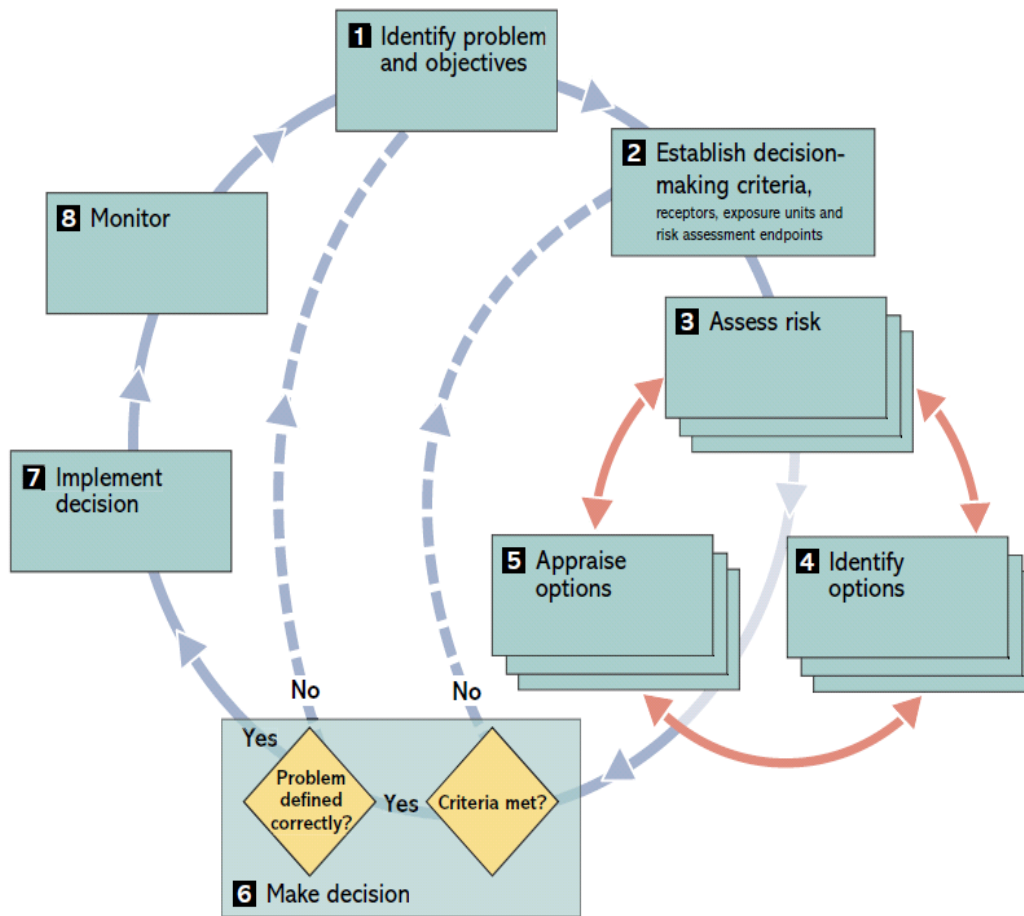 1 Identify problem
and objectives
2 Establish decision-
making criteria,
receptors, exposure units and
risk assessment endpoints
3 Assess risk
4 Identify
options
5 Appraise
options
6 Make decision
Criteria met?
No
Yes
Problem
defined
correctly?
No
Yes
7 Implement
decision
8 Monitor